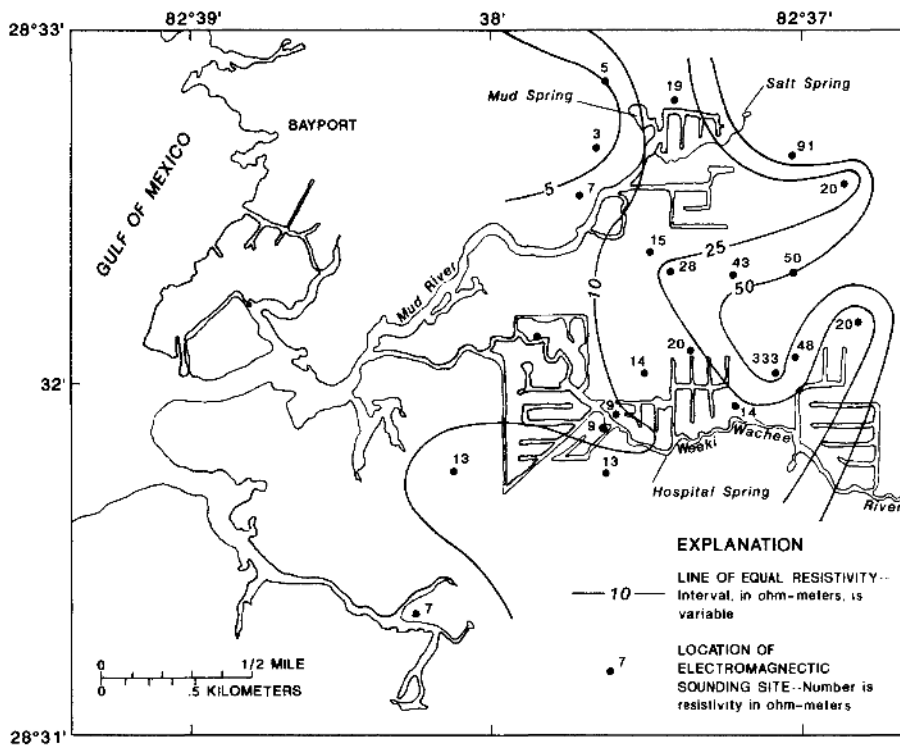 82°39'
38'
82°37'
28°33'
5
19
Salt Spring
Mud Spring
BAYPORT
3
91
GULF OF MEXICO
5
7
20
15
25
28
43
50
Mud River
10
50
20
20
333
48
32'
14
9
14
9
Weeki Wachee
13
13
Hospital Spring
River
EXPLANATION
10 LINE OF EQUAL RESISTIVITY--
Interval, in ohm-meters, is
variable
7
0 1/2 MILE
0 .5 KILOMETERS
7 LOCATION OF
ELECTROMAGNECTIC
SOUNDING SITE--Number is
resistivity in ohm-meters
28°31'